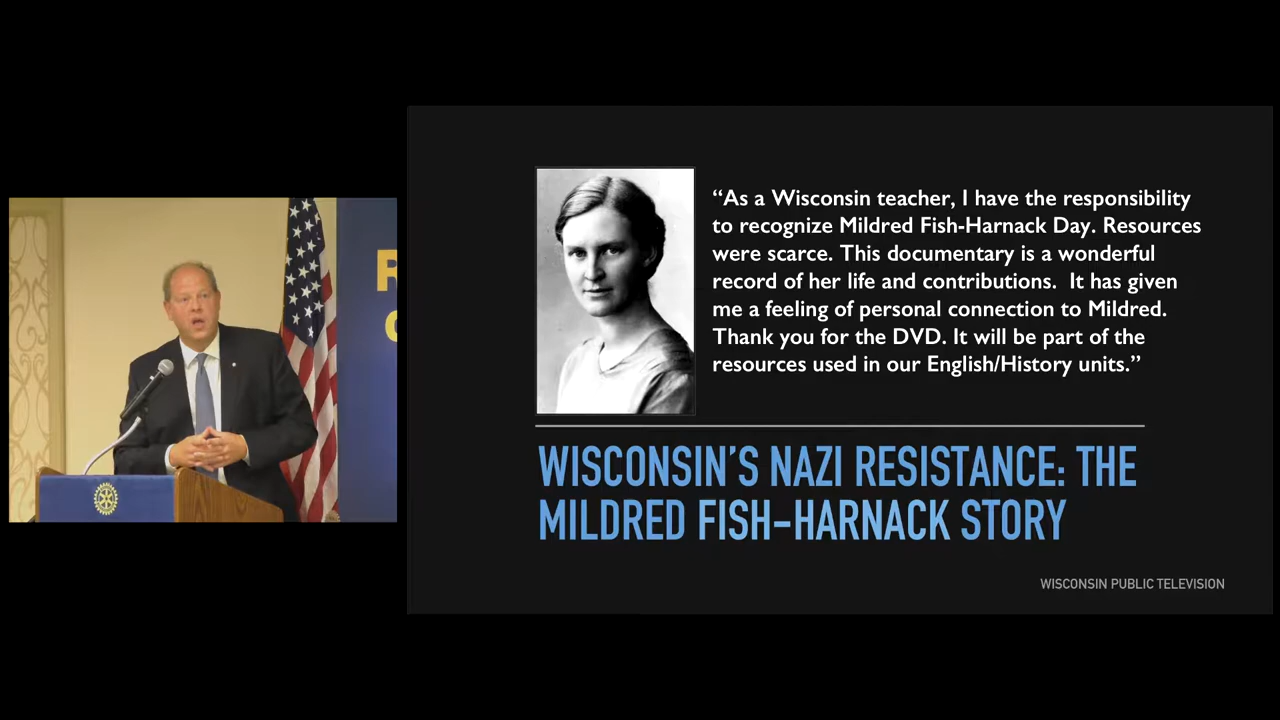 “As a Wisconsin teacher, I have the responsibility
to recognize Mildred Fish-Harnack Day. Resources
were scarce. This documentary is a wonderful
record of her life and contributions.  It has given
me a feeling of personal connection to Mildred.
Thank you for the DVD. It will be part of the
resources used in our English/History units.”
WISCONSIN’S NAZI RESISTANCE: THE
MILDRED FISH-HARNACK STORY
WISCONSIN PUBLIC TELEVISION